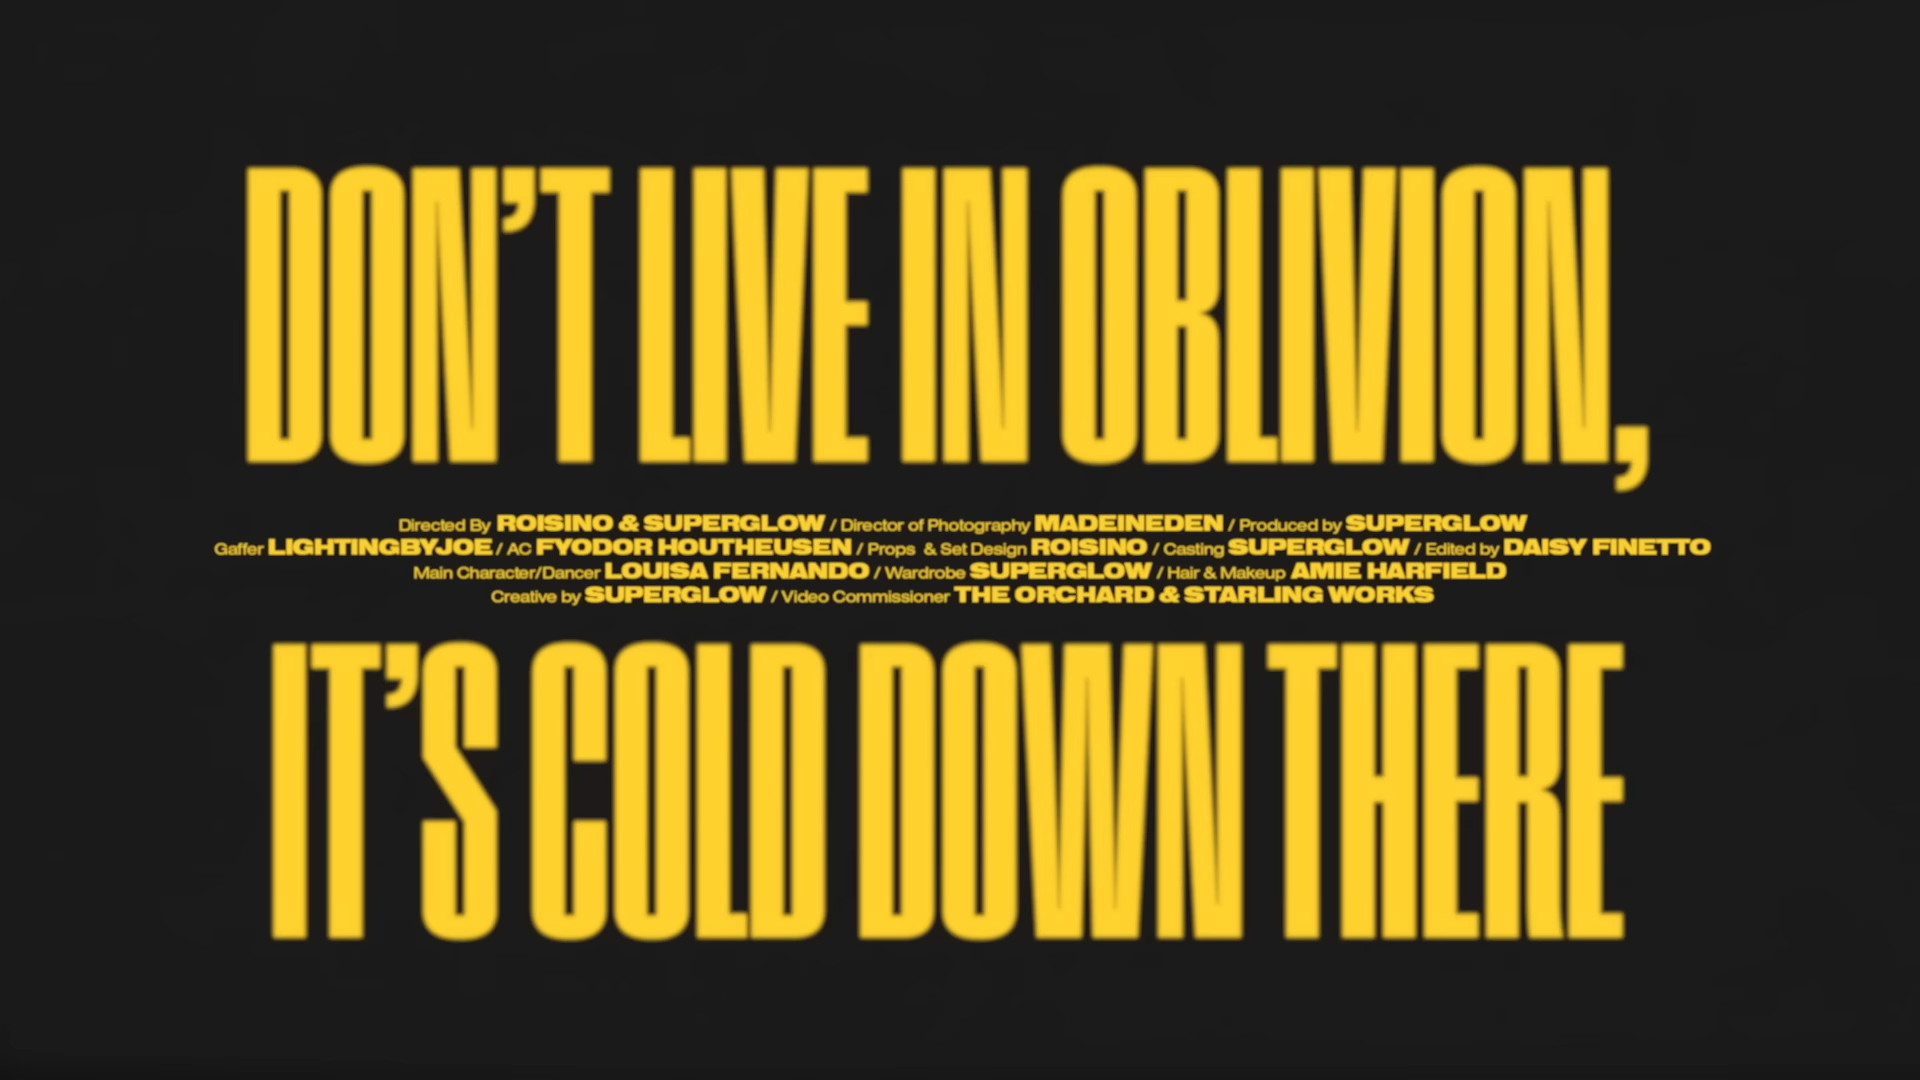 DON’T LIVE IN OBLIVION,
Directed By ROISINO & SUPERGLOW / Director of Photography MADEINEDEN / Produced by SUPERGLOW
Gaffer LIGHTINGBYJOE / AC FYODOR HOUTHEUSEN / Props & Set Design ROISINO / Casting SUPERGLOW / Edited by DAISY FINETTO
Main Character/Dancer LOUISA FERNANDO / Wardrobe SUPERGLOW / Hair & Makeup AMIE HARFIELD
Creative by SUPERGLOW / Video Commissioner THE ORCHARD & STARLING WORKS
IT’S COLD DOWN THERE